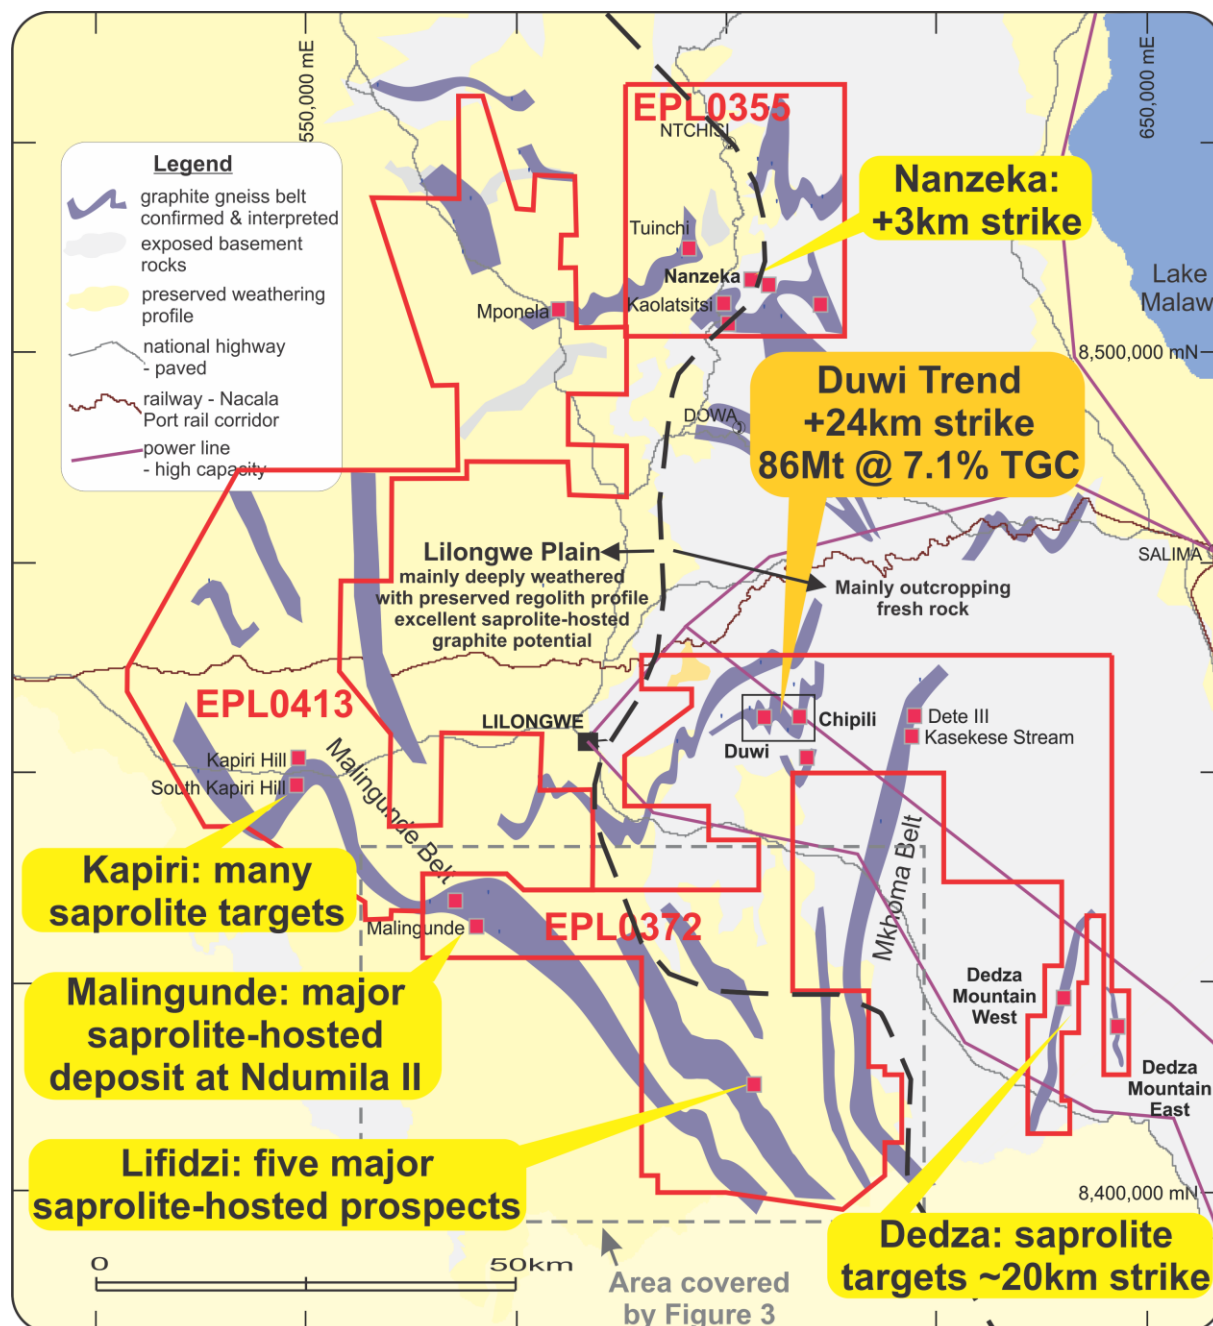 550,000 mE
650,000 mE
EPL0355
NTCHISI
Legend
graphite gneiss belt
confirmed & interpreted
exposed basement
rocks
preserved weathering
profile
national highway
- paved
railway - Nacala
Port rail corridor
power line
- high capacity
Nanzeka:
+3km strike
Tuinchi
Nanzeka
Kaolatsitsi
Mponela
Lake
Malaw
8,500,000 mN
Duwi Trend
+24km strike
86Mt @ 7.1% TGC
DOWA
SALIMA
Lilongwe Plain
mainly deeply weathered
with preserved regolith profile
excellent saprolite-hosted
graphite potential
Mainly outcropping
fresh rock
EPL0413
LILONGWE
Chipili
Duwi
Dete III
Kasekese Stream
Kapiri Hill
South Kapiri Hill
Malingunde Belt
Mkhoma Belt
Kapiri: many
saprolite targets
Malingunde
EPL0372
Dedza
Mountain
West
Malingunde: major
saprolite-hosted
deposit at Ndumila II
Dedza
Mountain
East
Lifidzi: five major
saprolite-hosted prospects
8,400,000 mN
Dedza: saprolite
targets ~20km strike
0
50km
Area covered
by Figure 3